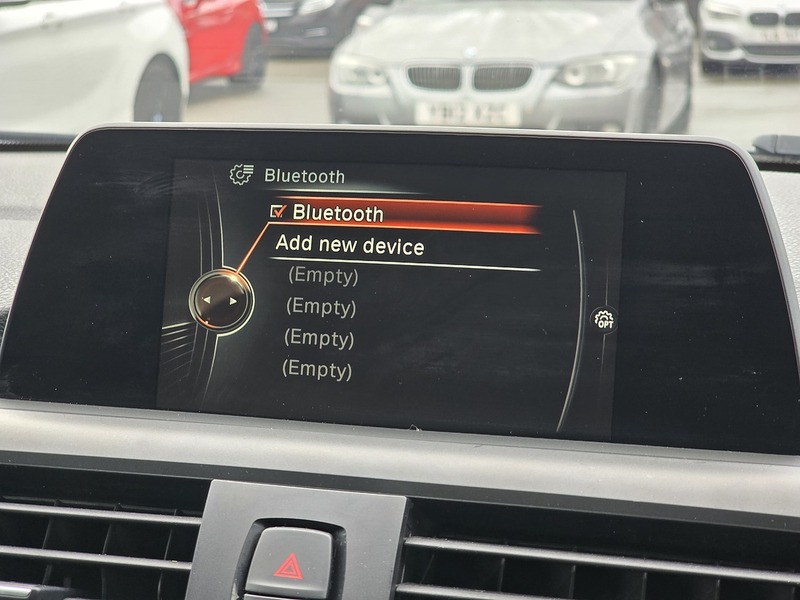 Bluetooth
Bluetooth
Add new device
(Empty)
(Empty)
(Empty)
(Empty)
OPT